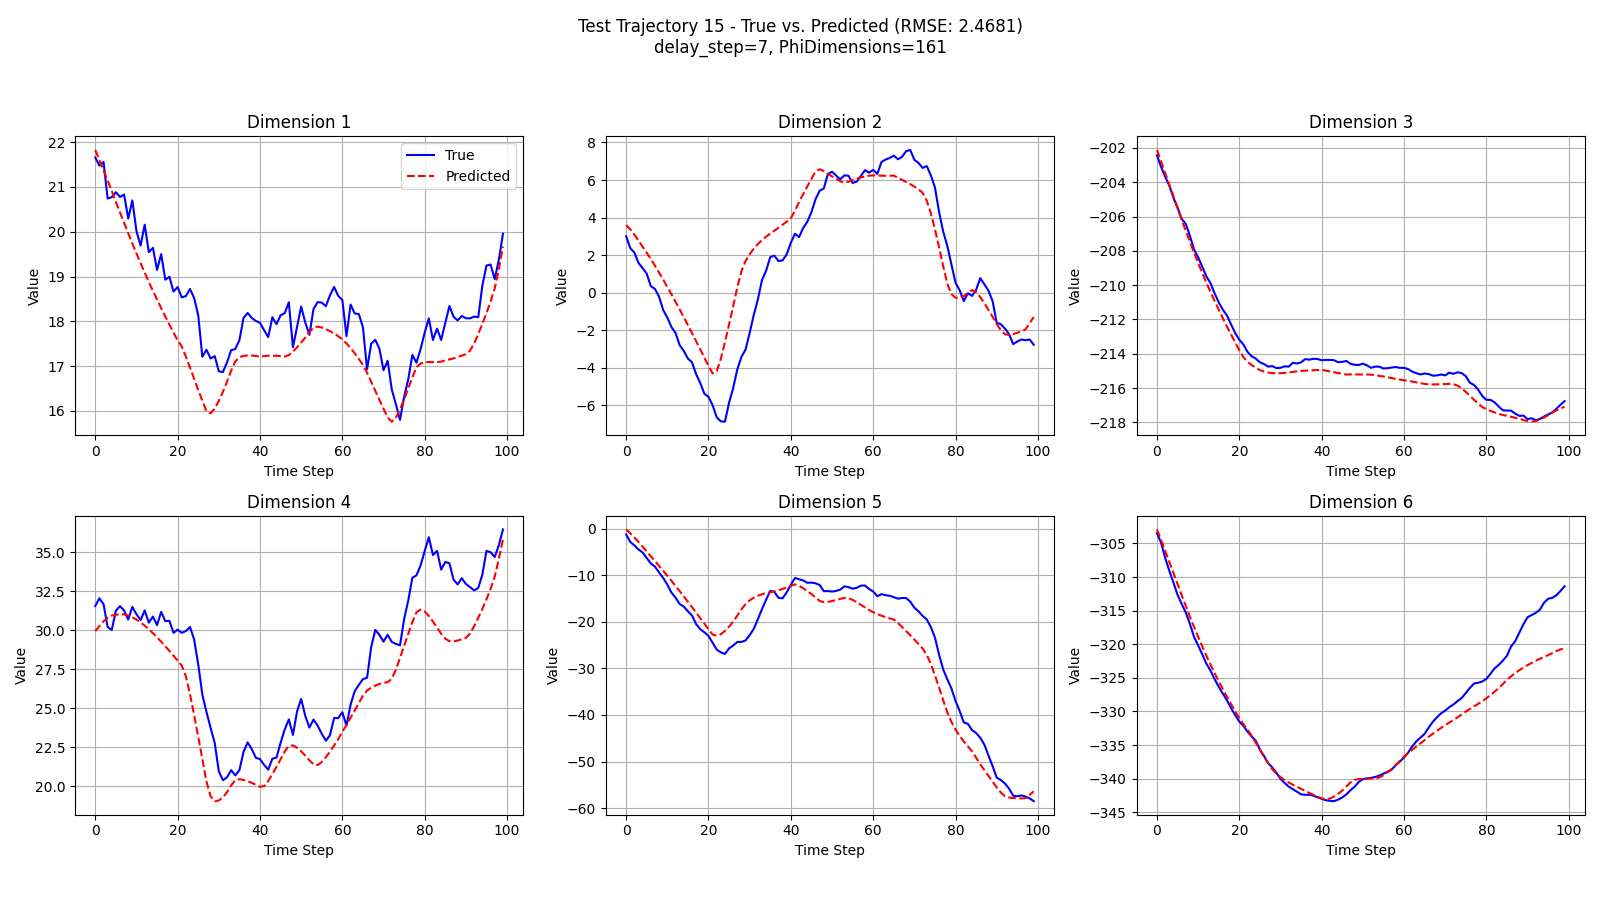 Test Trajectory 15 - True vs. Predicted (RMSE: 2.4681)
delay_step=7, PhiDimensions=161
Dimension 1
22
21
20
19
18
17
16
Value
0 20 40 60 80 100
Time Step
True
Predicted
Dimension 2
8
6
4
2
0
−2
−4
−6
Value
0 20 40 60 80 100
Time Step
Dimension 3
−202
−204
−206
−208
−210
−212
−214
−216
−218
Value
0 20 40 60 80 100
Time Step
Dimension 4
35.0
32.5
30.0
27.5
25.0
22.5
20.0
Value
0 20 40 60 80 100
Time Step
Dimension 5
0
−10
−20
−30
−40
−50
−60
Value
0 20 40 60 80 100
Time Step
Dimension 6
−305
−310
−315
−320
−325
−330
−335
−340
−345
Value
0 20 40 60 80 100
Time Step